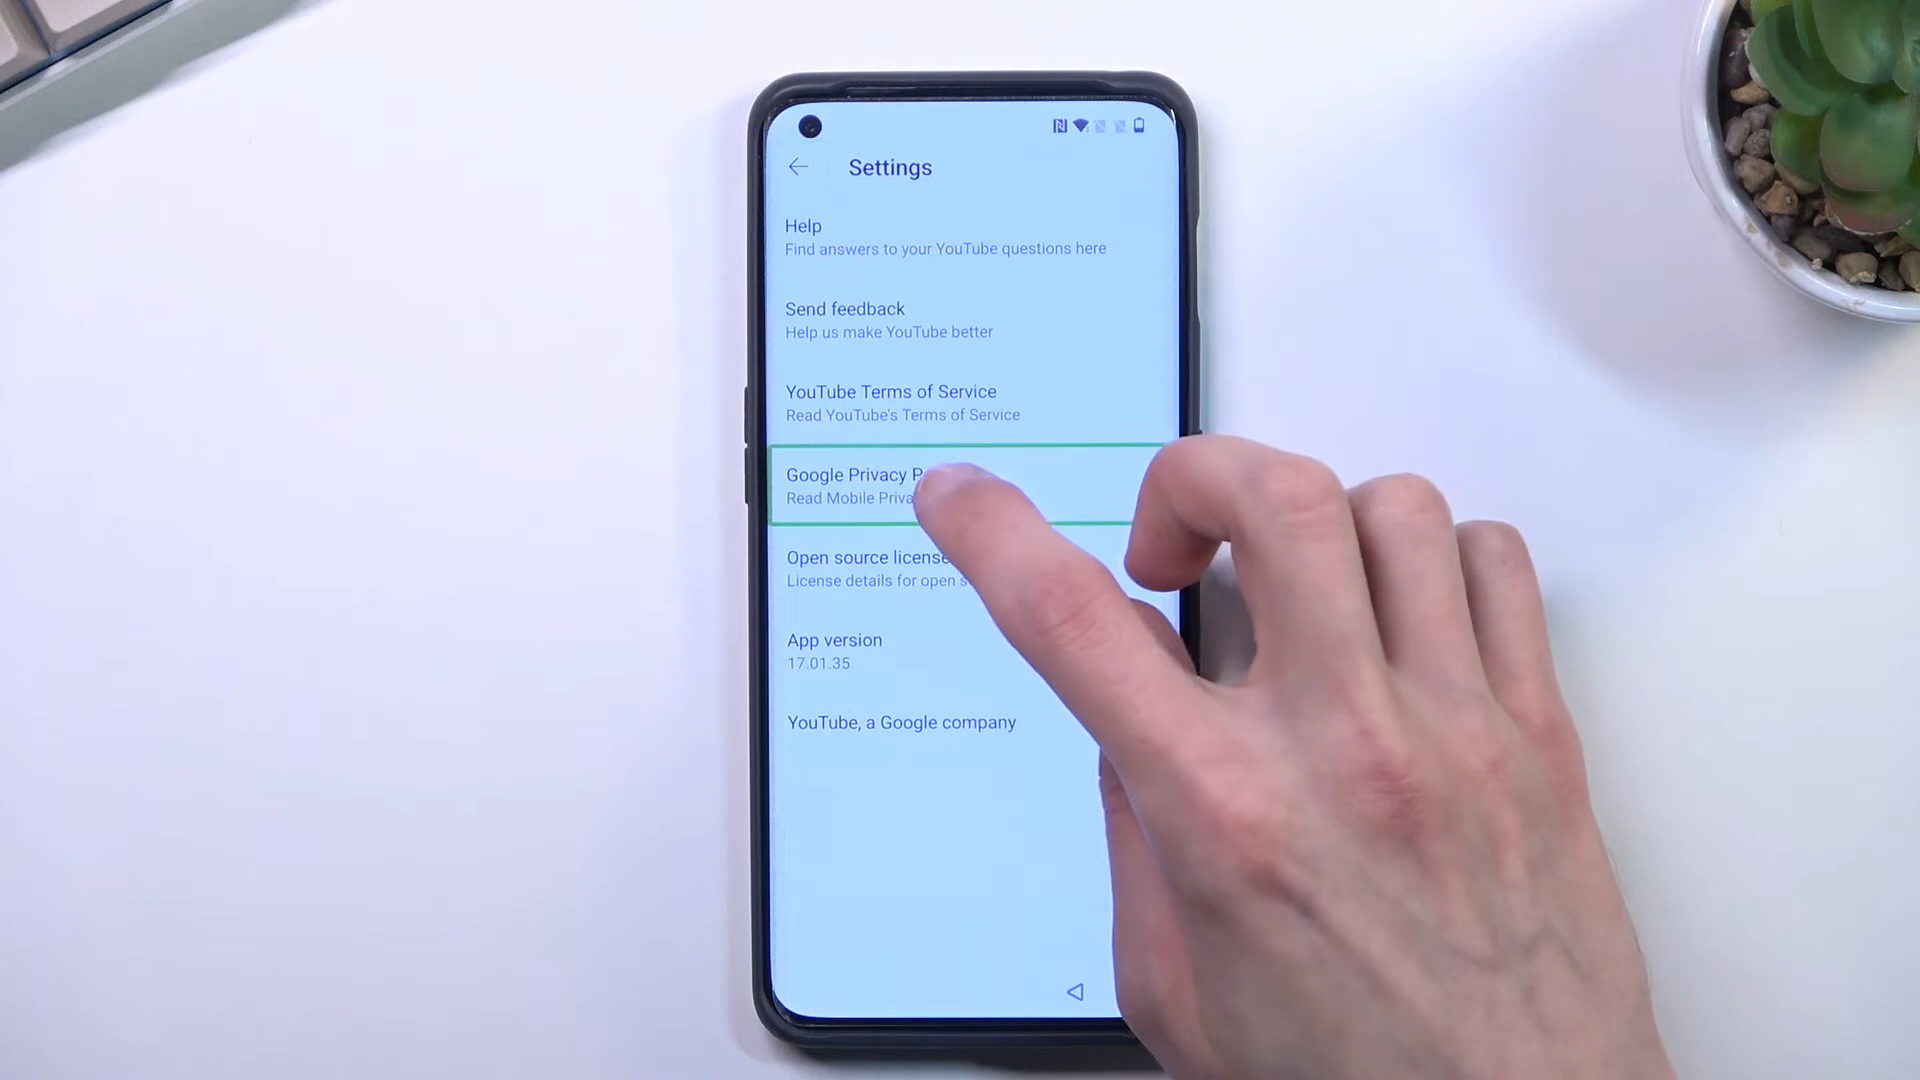 Settings
Help
Find answers to your YouTube questions here
Send feedback
Help us make YouTube better
YouTube Terms of Service
Read YouTube's Terms of Service
Google Privacy
Read Mobile
Open source
License details for open
App version
17.01.35
YouTube, a Google company